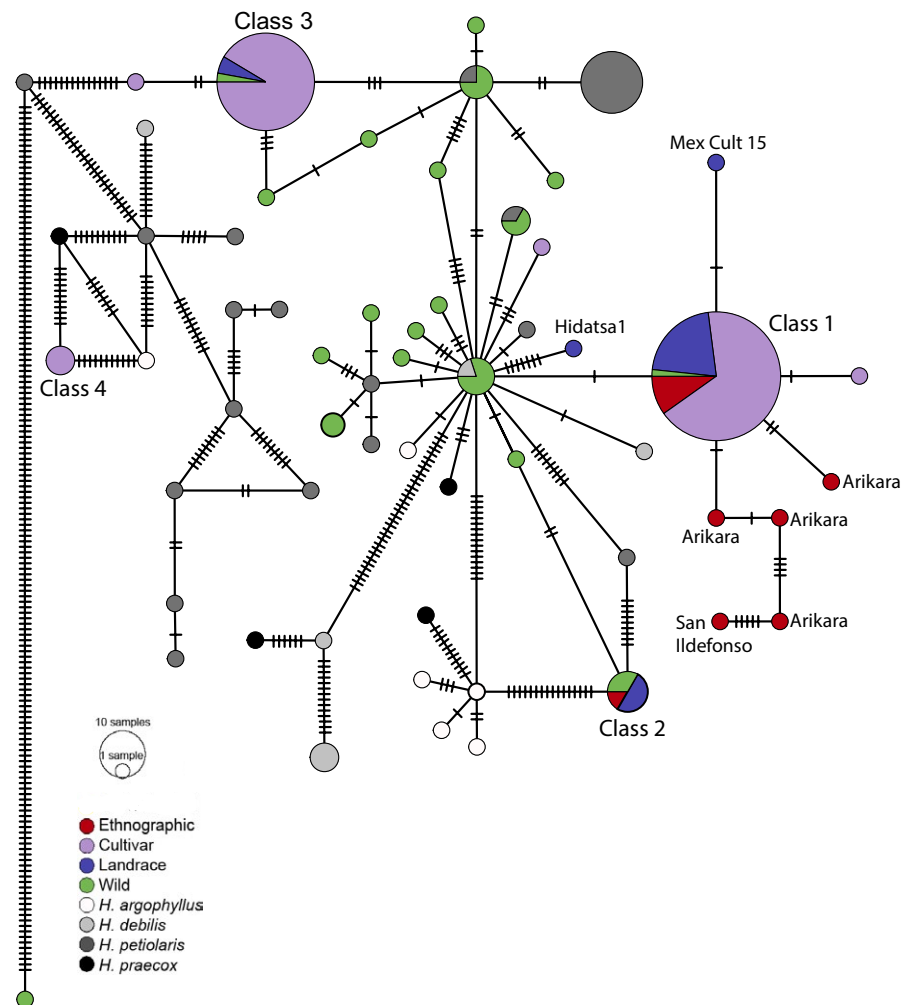 Class 3
Mex Cult 15
Hidatsa1
Class 1
Class 4
Arikara
Arikara
Arikara
San
Ildefonso
Arikara
Class 2
10 samples
1 sample
Ethnographic
Cultivar
Landrace
Wild
H. argophyllus
H. debilis
H. petiolaris
H. praecox